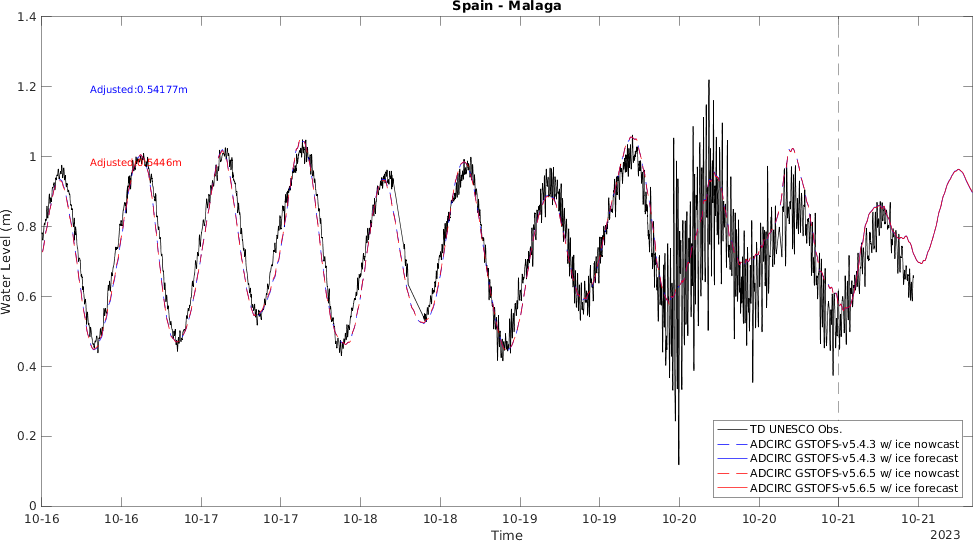 Spain - Malaga
1.4
1.2
1
0.8
0.6
0.4
0.2
0
Water Level (m)
Adjusted:0.54177m
Adjusted:0.5446m
TD UNESCO Obs.
ADCIRC GSTOFS-v5.4.3 w/ ice nowcast
ADCIRC GSTOFS-v5.4.3 w/ ice forecast
ADCIRC GSTOFS-v5.6.5 w/ ice nowcast
ADCIRC GSTOFS-v5.6.5 w/ ice forecast
10-16 10-16 10-17 10-17 10-18 10-18 10-19 10-19 10-20 10-20 10-21 10-21
Time
2023